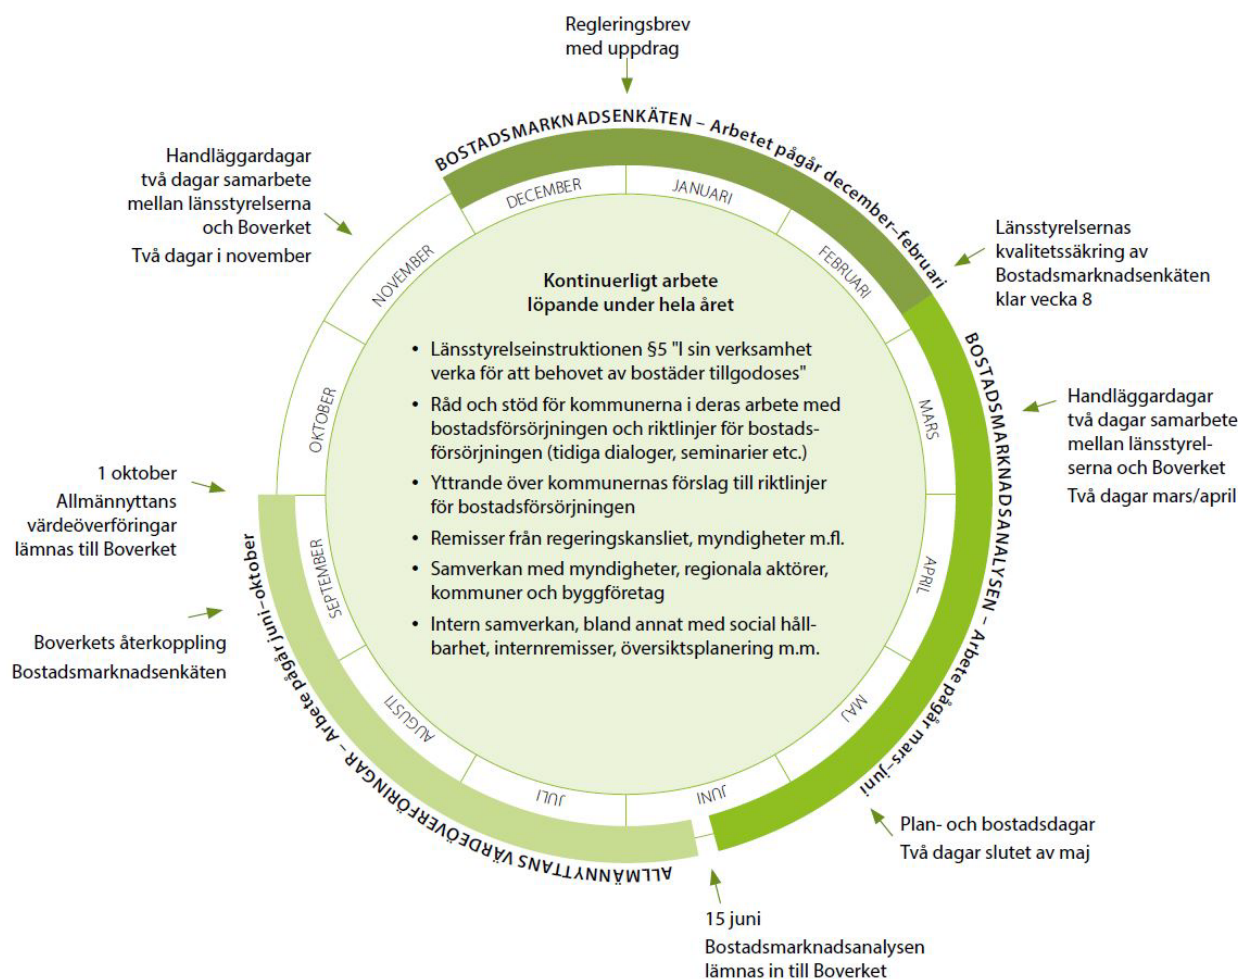 Regleringsbrev
med uppdrag
BOSTADSMARKNADSENKÄTEN – Arbetet pågår december–februari
Handläggardagar
två dagar samarbete
mellan länsstyrelserna
och Boverket
Två dagar i november
DECEMBER
JANUARI
FEBRUARI
NOVEMBER
Länsstyrelsernas
kvalitetssäkring av
Bostadsmarknadsenkäten
klar vecka 8
Kontinuerligt arbete
löpande under hela året
• Länsstyrelseinstruktionen §5 "I sin verksamhet
verka för att behovet av bostäder tillgodoses"
• Råd och stöd för kommunerna i deras arbete med
bostadsförsörjningen och riktlinjer för bostads-
försörjningen (tidiga dialoger, seminarier etc.)
• Yttrande över kommunernas förslag till riktlinjer
för bostadsförsörjningen
• Remisser från regeringskansliet, myndigheter m.fl.
• Samverkan med myndigheter, regionala aktörer,
kommuner och byggföretag
• Intern samverkan, bland annat med social håll-
barhet, internremisser, översiktsplanering m.m.
BOSTADSMARKNADSANALYSEN – Arbete pågår mars–juni
MARS
Handläggardagar
två dagar samarbete
mellan länsstyrel-
serna och Boverket
Två dagar mars/april
OKTOBER
1 oktober
Allmännyttans
värdeöverföringar
lämnas till Boverket
SEPTEMBER
APRIL
Boverkets återkoppling
Bostadsmarknadsenkäten
AUGUSTI
MAJ
JULI
JUNI
ALLMÄNNYTTANS VÄRDEÖVERFÖRINGAR – Arbete pågår juni–oktober
Plan- och bostadsdagar
Två dagar slutet av maj
15 juni
Bostadsmarknadsanalysen
lämnas in till Boverket